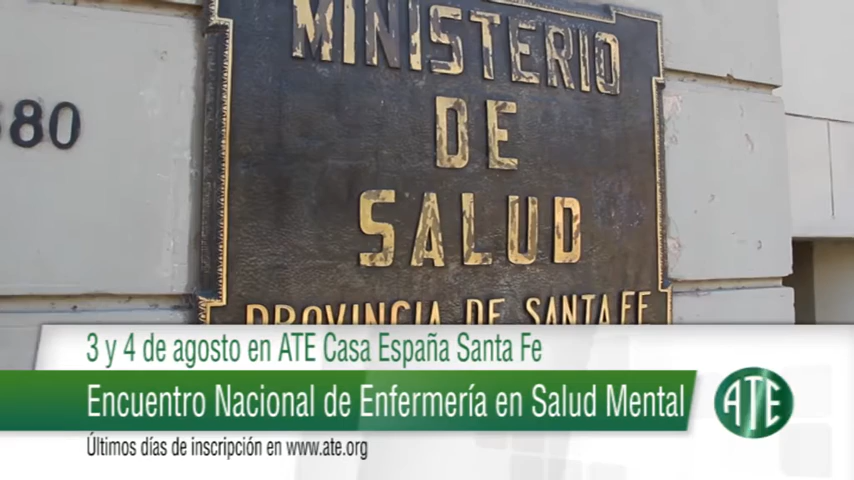 MINISTERIO
DE
SALUD
PROVINCIA DE SANTA FE
680
3 y 4 de agosto en ATE Casa España Santa Fe
Encuentro Nacional de Enfermería en Salud Mental
ATE
Últimos días de inscripción en www.ate.org